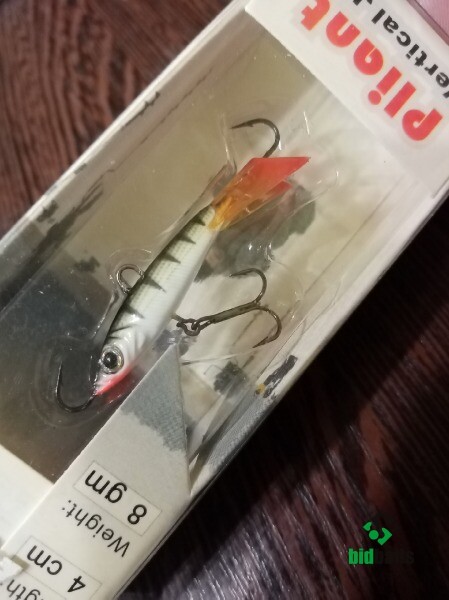 Pliant
Vertical
Weight:
8 gm
4 cm
bid